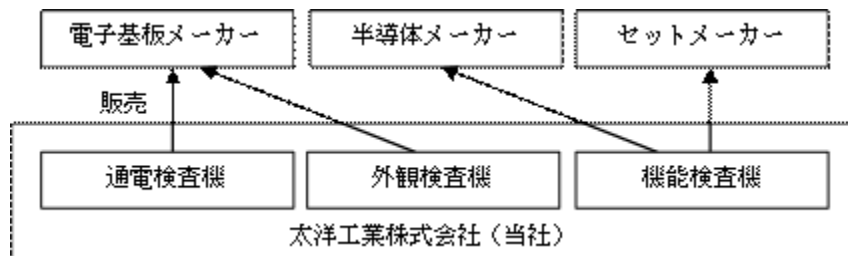 電子基板メーカー
半導体メーカー
セットメーカー
販売
通電検査機
外観検査機
機能検査機
太洋工業株式会社（当社）